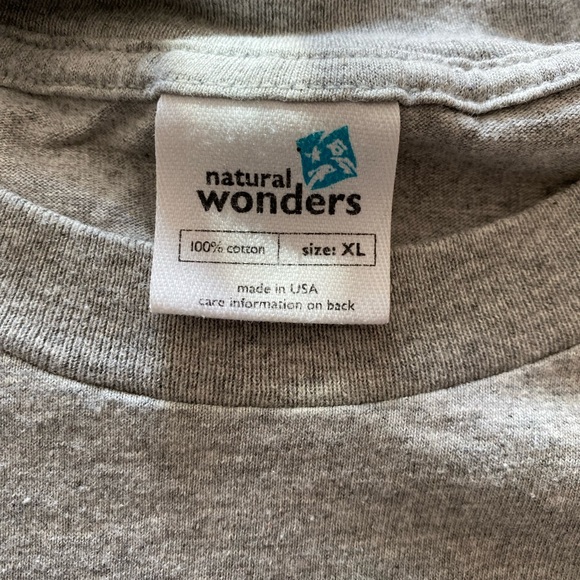 natural
wonders
100% cotton size: XL
made in USA
care information on back